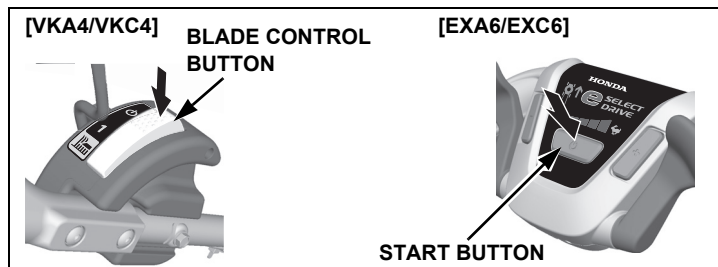 [VKA4/VKC4]
BLADE CONTROL
BUTTON
1
[EXA6/EXC6]
HONDA
e SELECT
DRIVE
START BUTTON